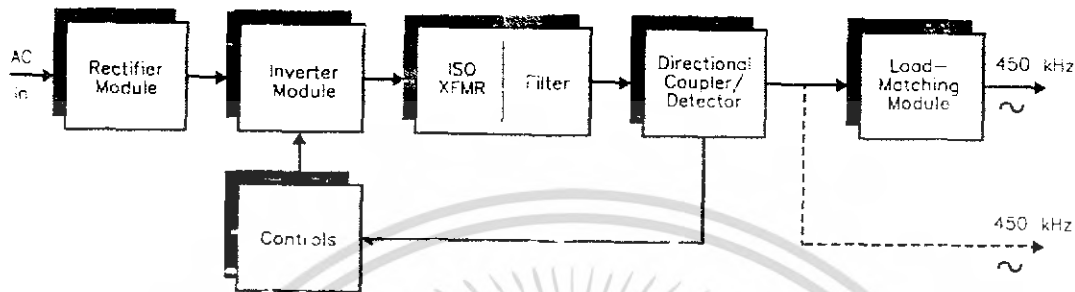 AC
in
Rectifier
Module
Inverter
Module
ISO
XFMR
Filter
Directional
Coupler/
Detector
Load-
Matching
Module
450 kHz
~
Controls
450 kHz
~